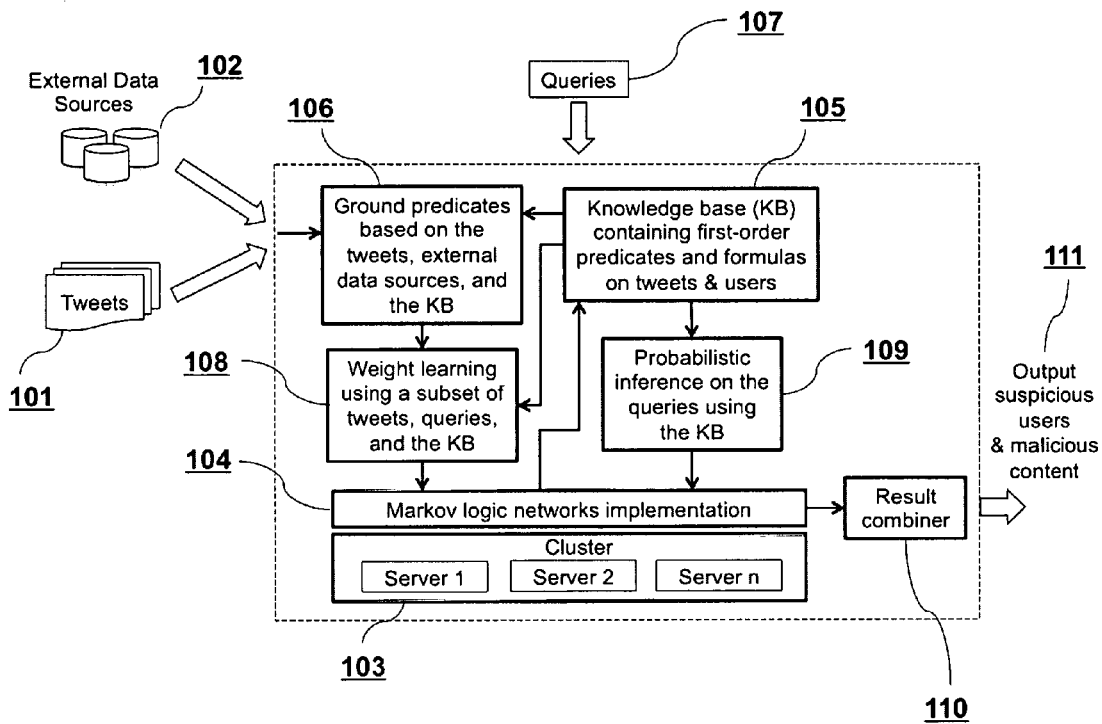 107
External Data
Sources
102
Queries
106
105
Ground predicates
based on the
tweets, external
data sources, and
the KB
Knowledge base (KB)
containing first-order
predicates and formulas
on tweets & users
Tweets
101
108
Weight learning
using a subset of
tweets, queries,
and the KB
Probabilistic
inference on the
queries using
the KB
109
111
Output
suspicious
users
& malicious
content
104
Markov logic networks implementation
Result
combiner
Cluster
Server 1
Server 2
Server n
103
110